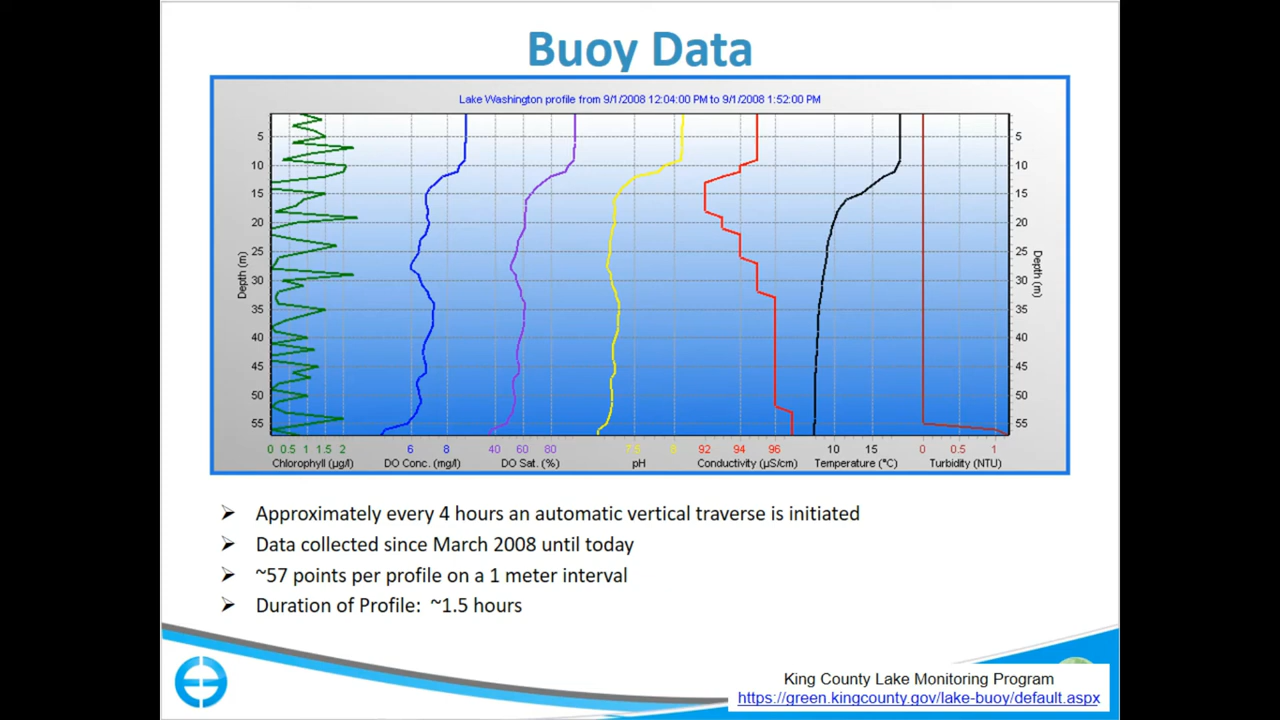 Buoy Data
Lake Washington profile from 9/1/2008 12:04:00 PM to 9/1/2008 1:52:00 PM
5
10
15
20
25
30
35
40
45
50
55
Depth (m)
5
10
15
20
25
30
35
40
45
50
55
Depth (m)
0 0.5 1 1.5 2
6 8
40 60 80
7.5 8
92 94 96
10 15
0 0.5 1
Chlorophyll (µg/l)
DO Conc. (mg/l)
DO Sat. (%)
pH
Conductivity (µS/cm)
Temperature (°C)
Turbidity (NTU)
Approximately every 4 hours an automatic vertical traverse is initiated
Data collected since March 2008 until today
~57 points per profile on a 1 meter interval
Duration of Profile: ~1.5 hours
King County Lake Monitoring Program
https://green.kingcounty.gov/lake-buoy/default.aspx